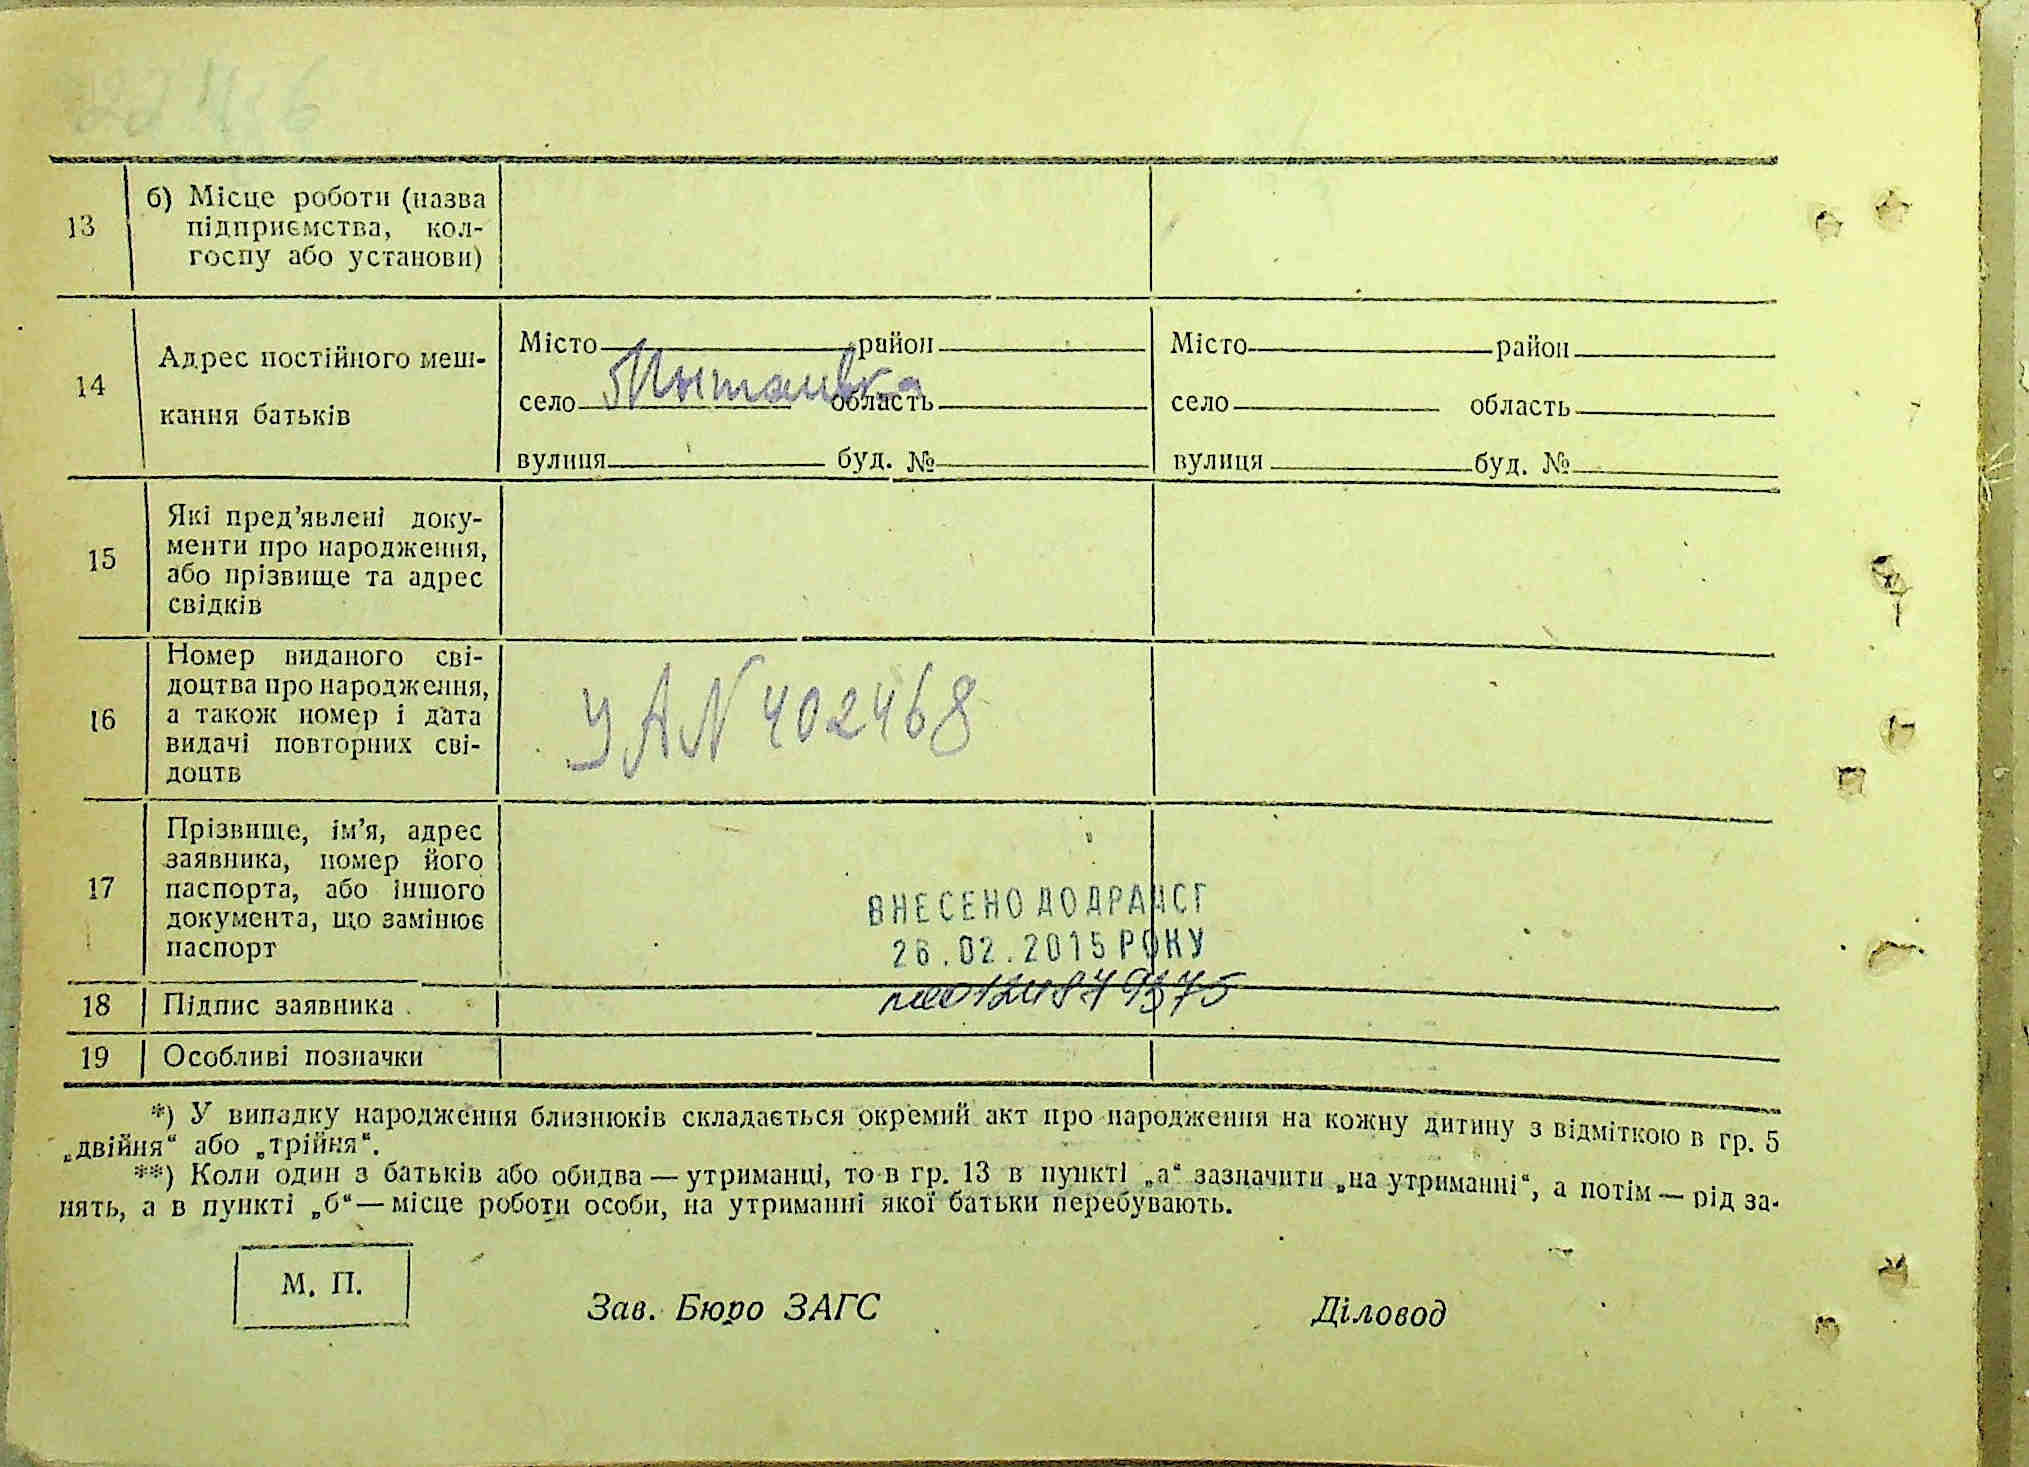 13
б) Місце роботи (назва
підприємства, кол-
госпу або установи)
14
Адрес постійного меш-
кання батьків
Місто район
село область
вулиця буд. №
Місто район
село область
вулиця буд. №
15
Які пред’явлені доку-
менти про народження,
або прізвище та адрес
свідків
16
Номер виданого сві-
доцтва про народження,
а також номер і дата
видачі повторних сві-
доцтв
УА N 402468
17
Прізвище, ім’я, адрес
заявника, номер його
паспорта, або іншого
документа, що замінює
паспорт
ВНЕСЕНО ДО ДРАЦСГ
26.02.2015 РОКУ
18
Підпис заявника
19
Особливі позначки
*) У випадку народження близнюків складається окремий акт про народження на кожну дитину з відміткою в гр. 5
„двійня“ або „трійня“.
**) Коли один з батьків або обидва — утриманці, то в гр. 13 в пункті „а“ зазначити „на утриманні“, а потім — рід за-
нять, а в пункті „б“ — місце роботи особи, на утриманні якої батьки перебувають.
М. П.
Зав. Бюро ЗАГС
Діловод